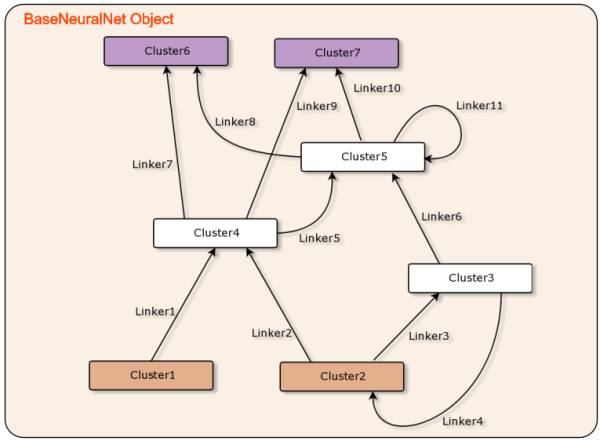 BaseNeuralNet Object
Cluster6
Cluster7
Linker10
Linker8
Linker9
Linker11
Cluster5
Linker7
Linker6
Cluster4
Linker5
Cluster3
Linker1
Linker2
Linker3
Cluster1
Cluster2
Linker4